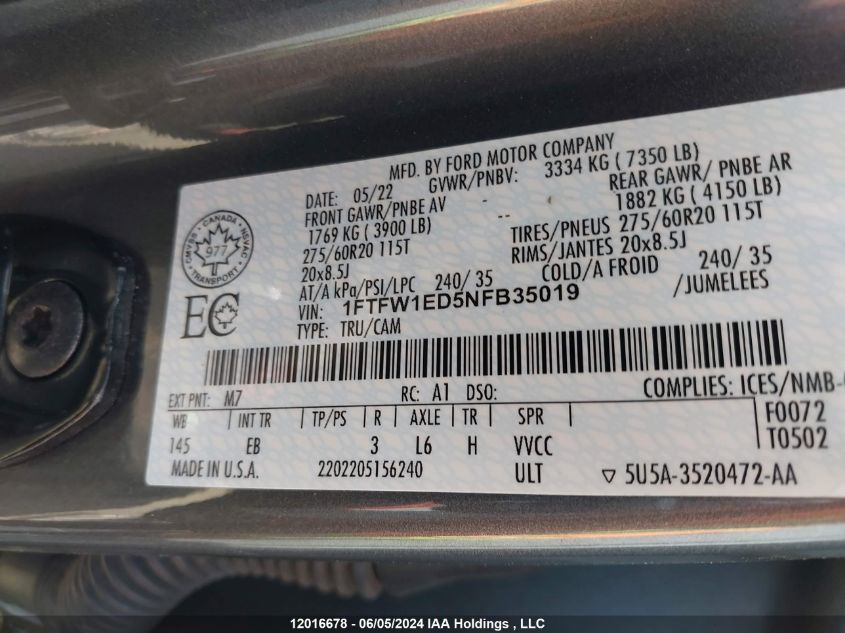 MFD. BY FORD MOTOR COMPANY
DATE: 05/22 GVWR/PNBV: 3334 KG ( 7350 LB)
FRONT GAWR/PNBE AV - REAR GAWR/ PNBE AR
1769 KG ( 3900 LB) -- 1882 KG ( 4150 LB)
275/60R20 115T TIRES/PNEUS 275/60R20 115T
20x8.5J RIMS/JANTES 20x8.5J
AT/A kPa/PSI/LPC 240/ 35 COLD/A FROID 240/ 35
VIN: 1FTFW1ED5NFB35019 /JUMELEES
TYPE: TRU/CAM
CANADA
977
TRANSPORT
EC
EXT PNT: M7 RC: A1 DSO: COMPLIES: ICES/NMB-
WB INT TR TP/PS R AXLE TR SPR F0072
145 EB 3 L6 H VVCC T0502
MADE IN U.S.A. 2202205156240 ULT ▽ 5U5A-3520472-AA
12016678 - 06/05/2024 IAA Holdings , LLC